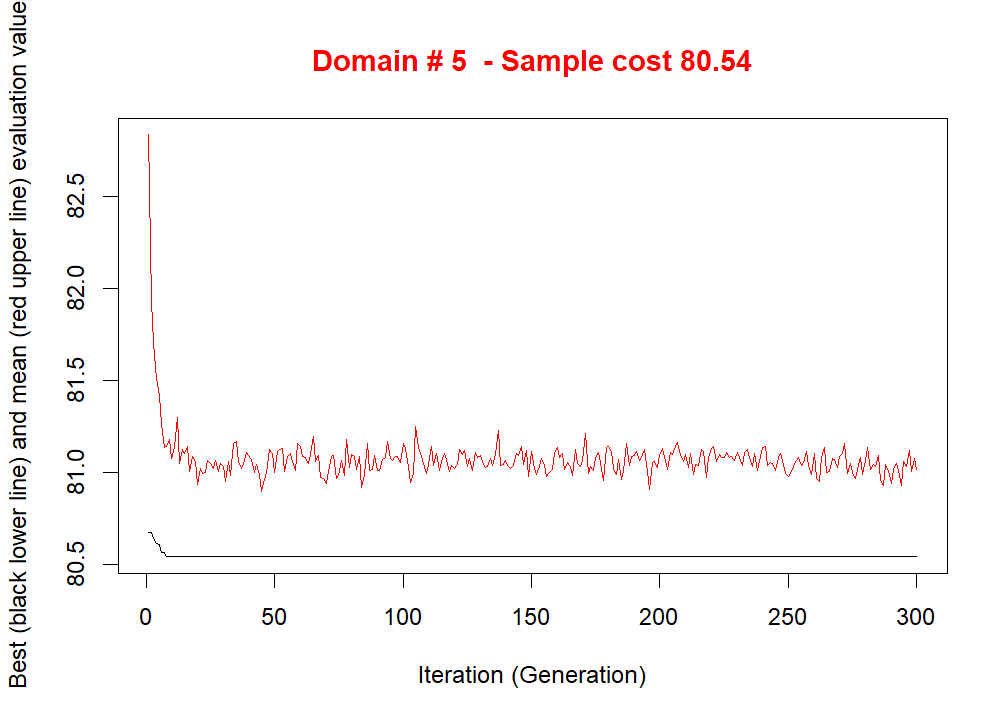 Domain # 5  - Sample cost 80.54
Best (black lower line) and mean (red upper line) evaluation value
82.5
82.0
81.5
81.0
80.5
0 50 100 150 200 250 300
Iteration (Generation)